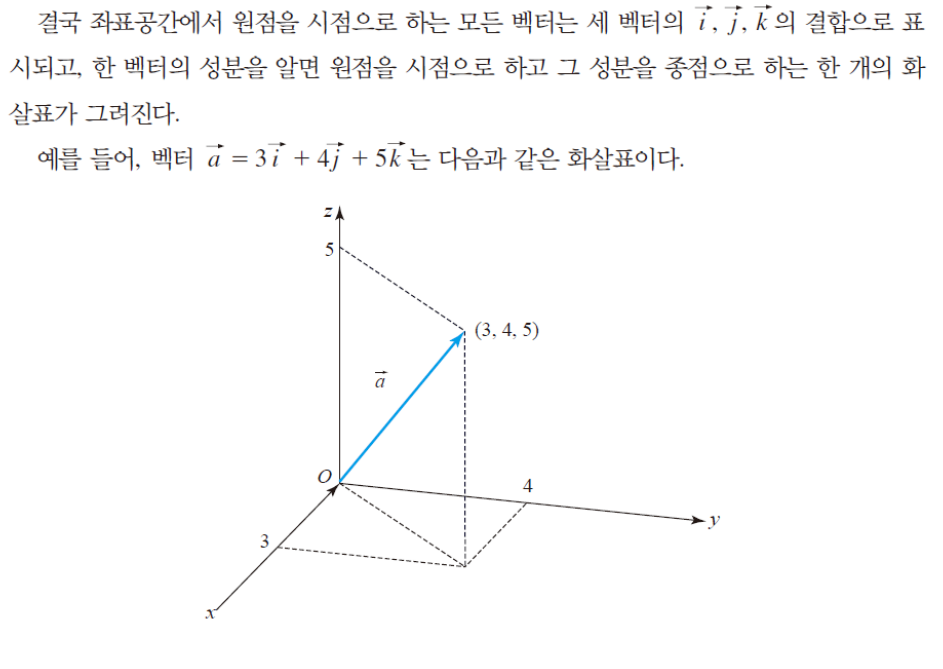 결국 좌표공간에서 원점을 시점으로 하는 모든 벡터는 세 벡터의 i⃗, j⃗, k⃗의 결합으로 표
시되고, 한 벡터의 성분을 알면 원점을 시점으로 하고 그 성분을 종점으로 하는 한 개의 화
살표가 그려진다.
예를 들어, 벡터 a⃗ = 3i⃗ + 4j⃗ + 5k⃗는 다음과 같은 화살표이다.
z
5
(3, 4, 5)
a⃗
O
4
y
3
x